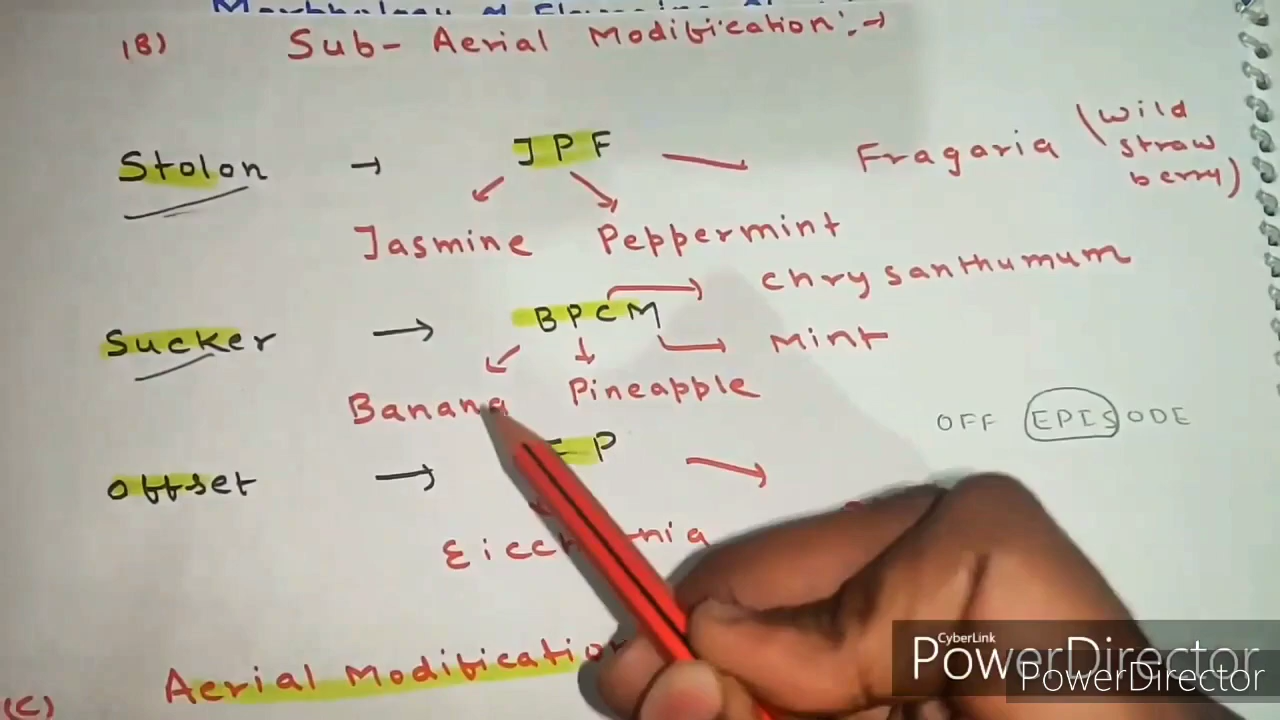 (B) Sub-Aerial Modification:→
Stolon → JPF → Fragaria (wild straw berry)
Jasmine Peppermint
chrysanthumum
Sucker → BPCM
Mint
Banana Pineapple
OFF EPISODE
offset → P
Aerial Modification
(C)
CyberLink
PowerDirector
PowerDirector